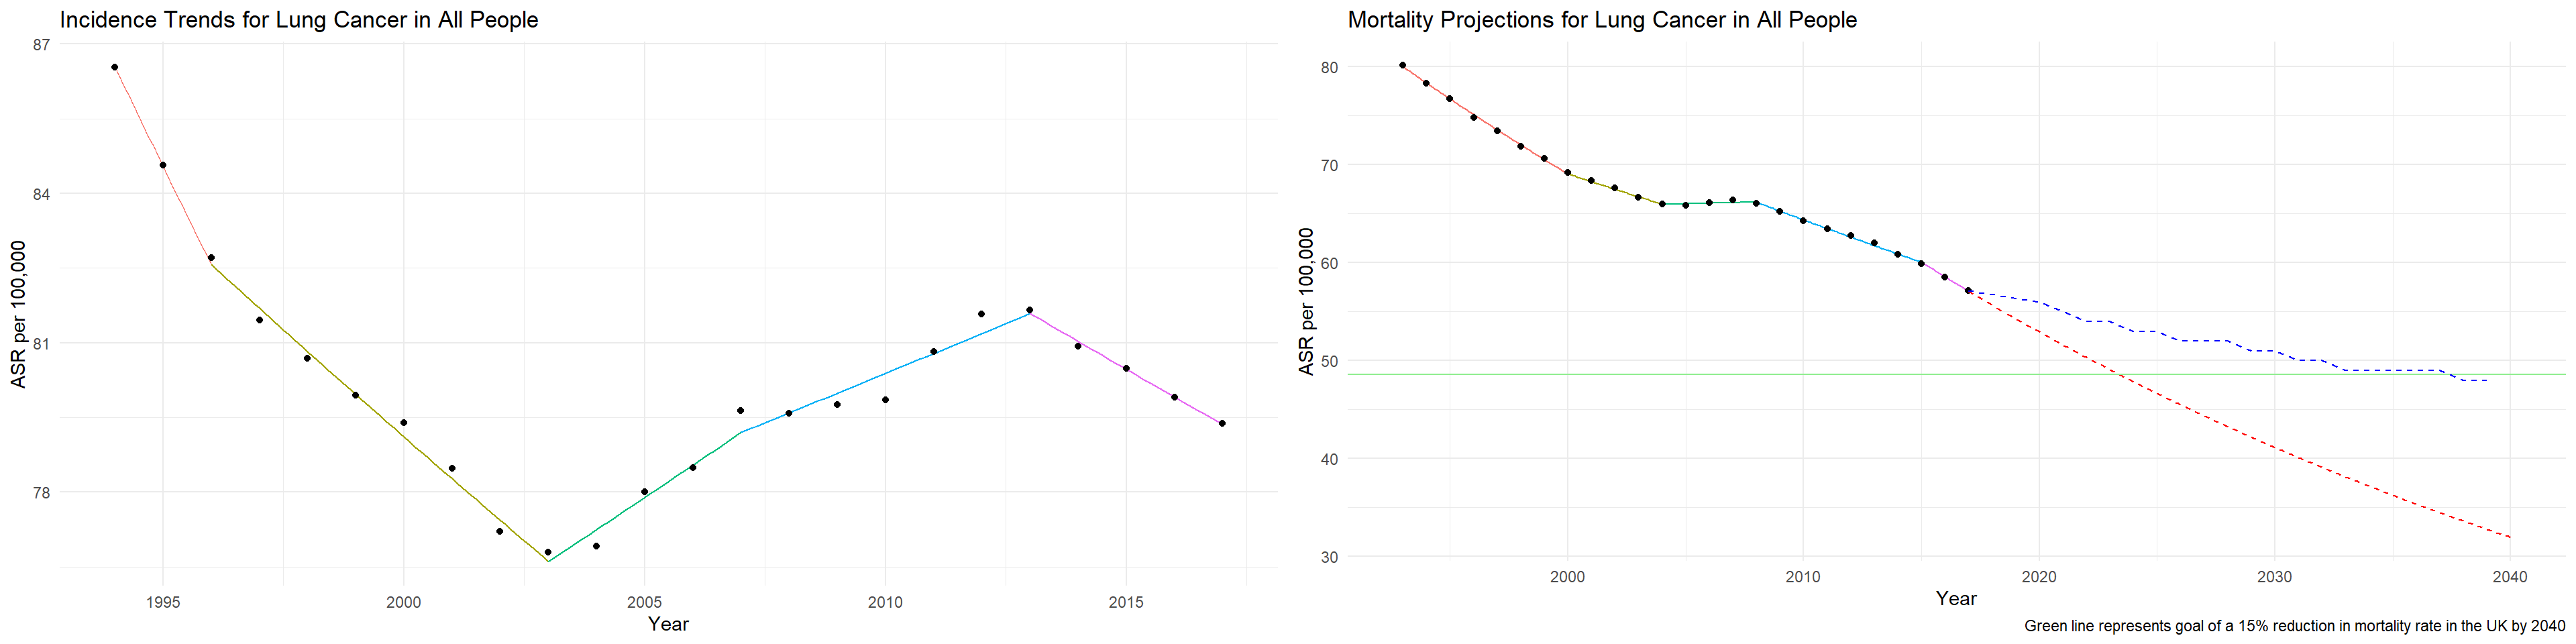 Incidence Trends for Lung Cancer in All People
87
84
81
78
ASR per 100,000
1995
2000
2005
2010
2015
Year
Mortality Projections for Lung Cancer in All People
80
70
60
50
40
30
ASR per 100,000
2000
2010
2020
2030
2040
Year
Green line represents goal of a 15% reduction in mortality rate in the UK by 2040